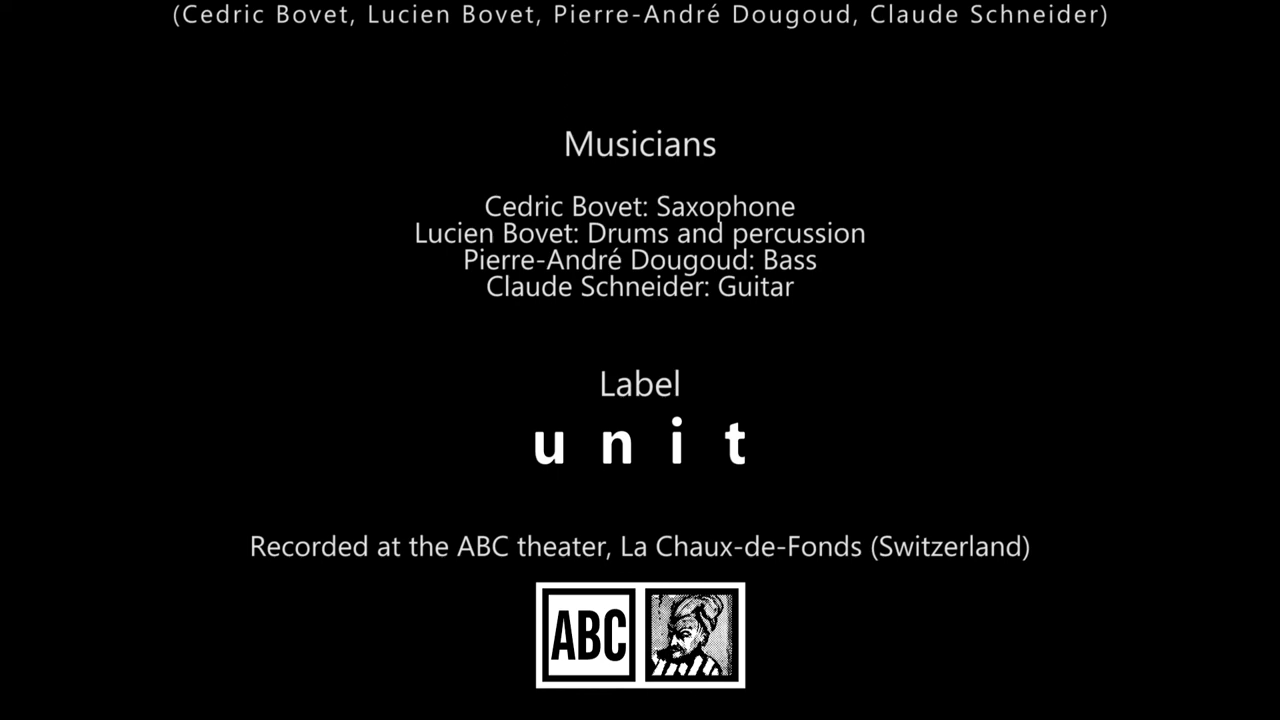 (Cedric Bovet, Lucien Bovet, Pierre-André Dougoud, Claude Schneider)
Musicians
Cedric Bovet: Saxophone
Lucien Bovet: Drums and percussion
Pierre-André Dougoud: Bass
Claude Schneider: Guitar
Label
u n i t
Recorded at the ABC theater, La Chaux-de-Fonds (Switzerland)
ABC